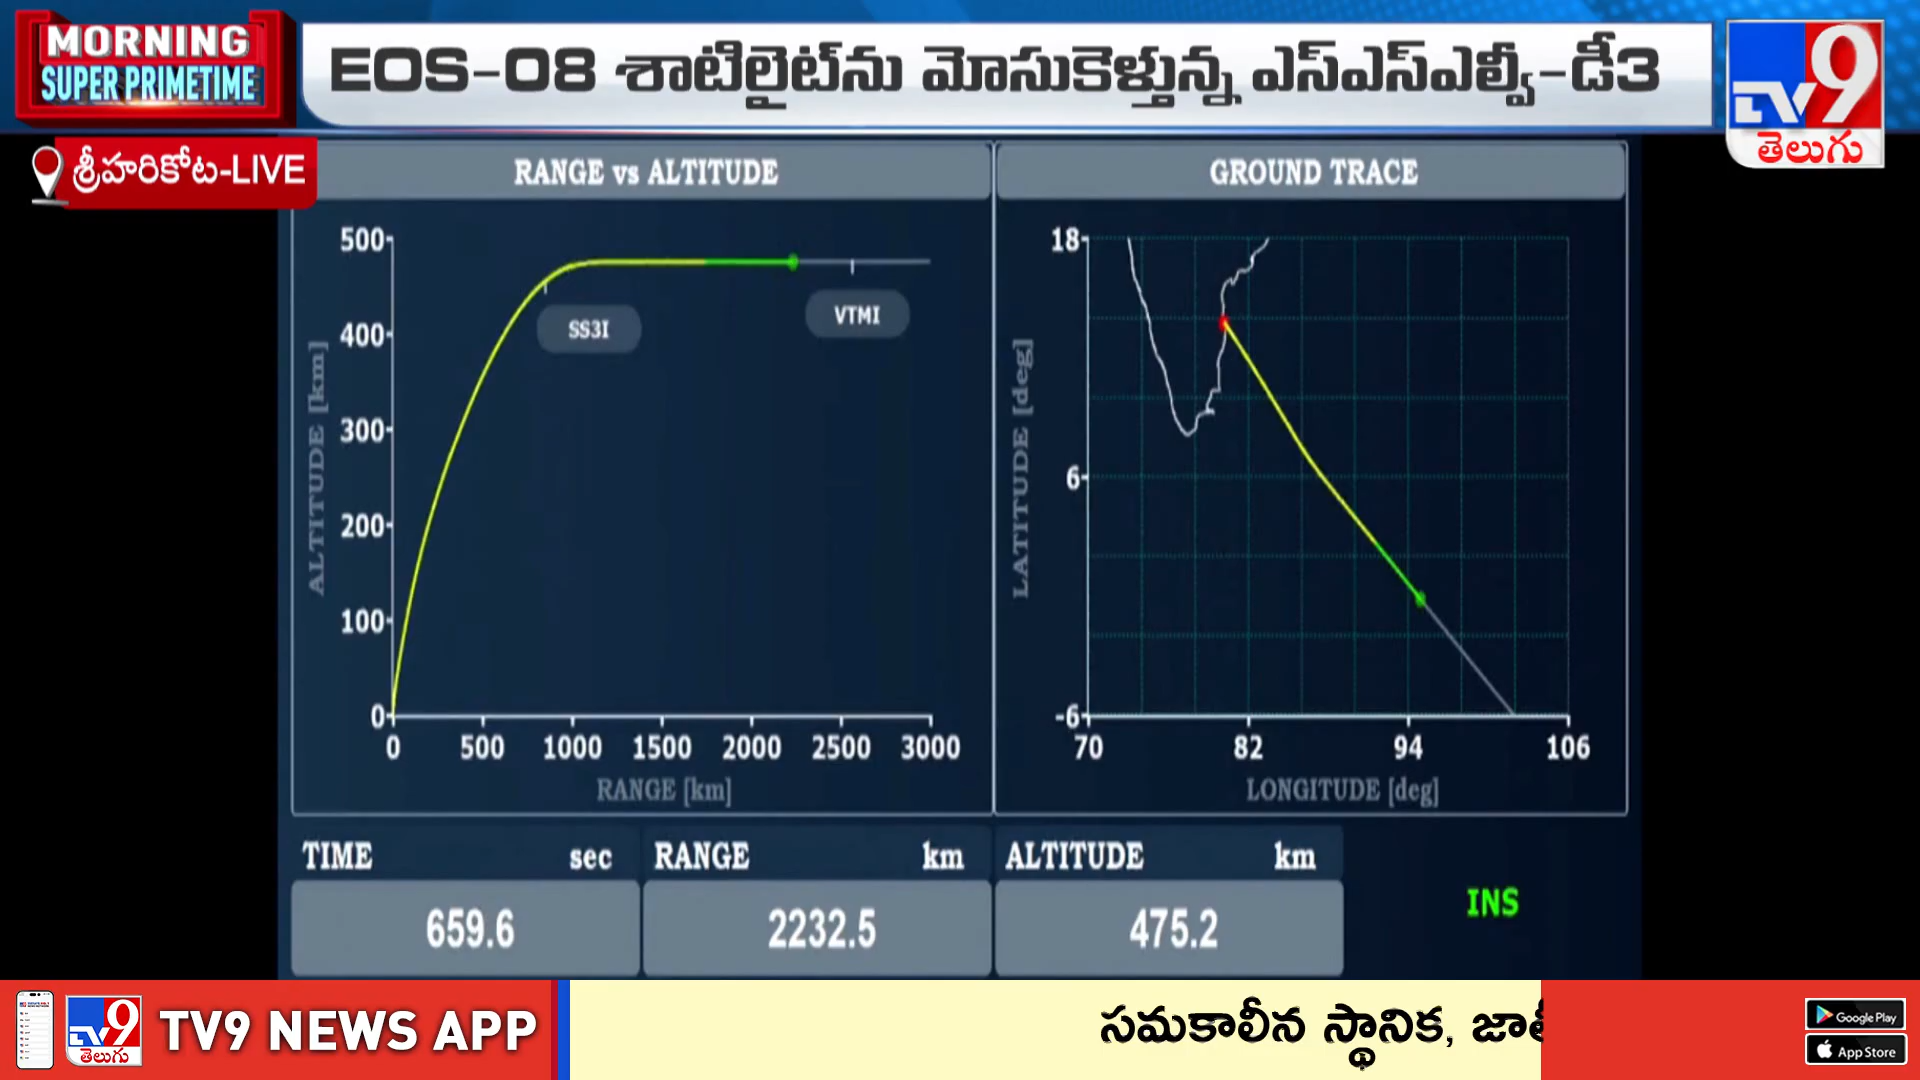 MORNING
SUPER PRIMETIME
EOS-08 శాటిలైట్‌ను మోసుకెళ్తున్న ఎస్ఎస్ఎల్వీ-డీ3
TV9
తెలుగు
శ్రీహరికోట-LIVE
RANGE vs ALTITUDE
GROUND TRACE
500
400
300
200
100
0
ALTITUDE [km]
SS3I
VTMI
0 500 1000 1500 2000 2500 3000
RANGE [km]
18
6
-6
LATITUDE [deg]
70 82 94 106
LONGITUDE [deg]
TIME sec
RANGE km
ALTITUDE km
659.6
2232.5
475.2
INS
TV9
తెలుగు
TV9 NEWS APP
సమకాలీన స్థానిక,
Google Play
App Store